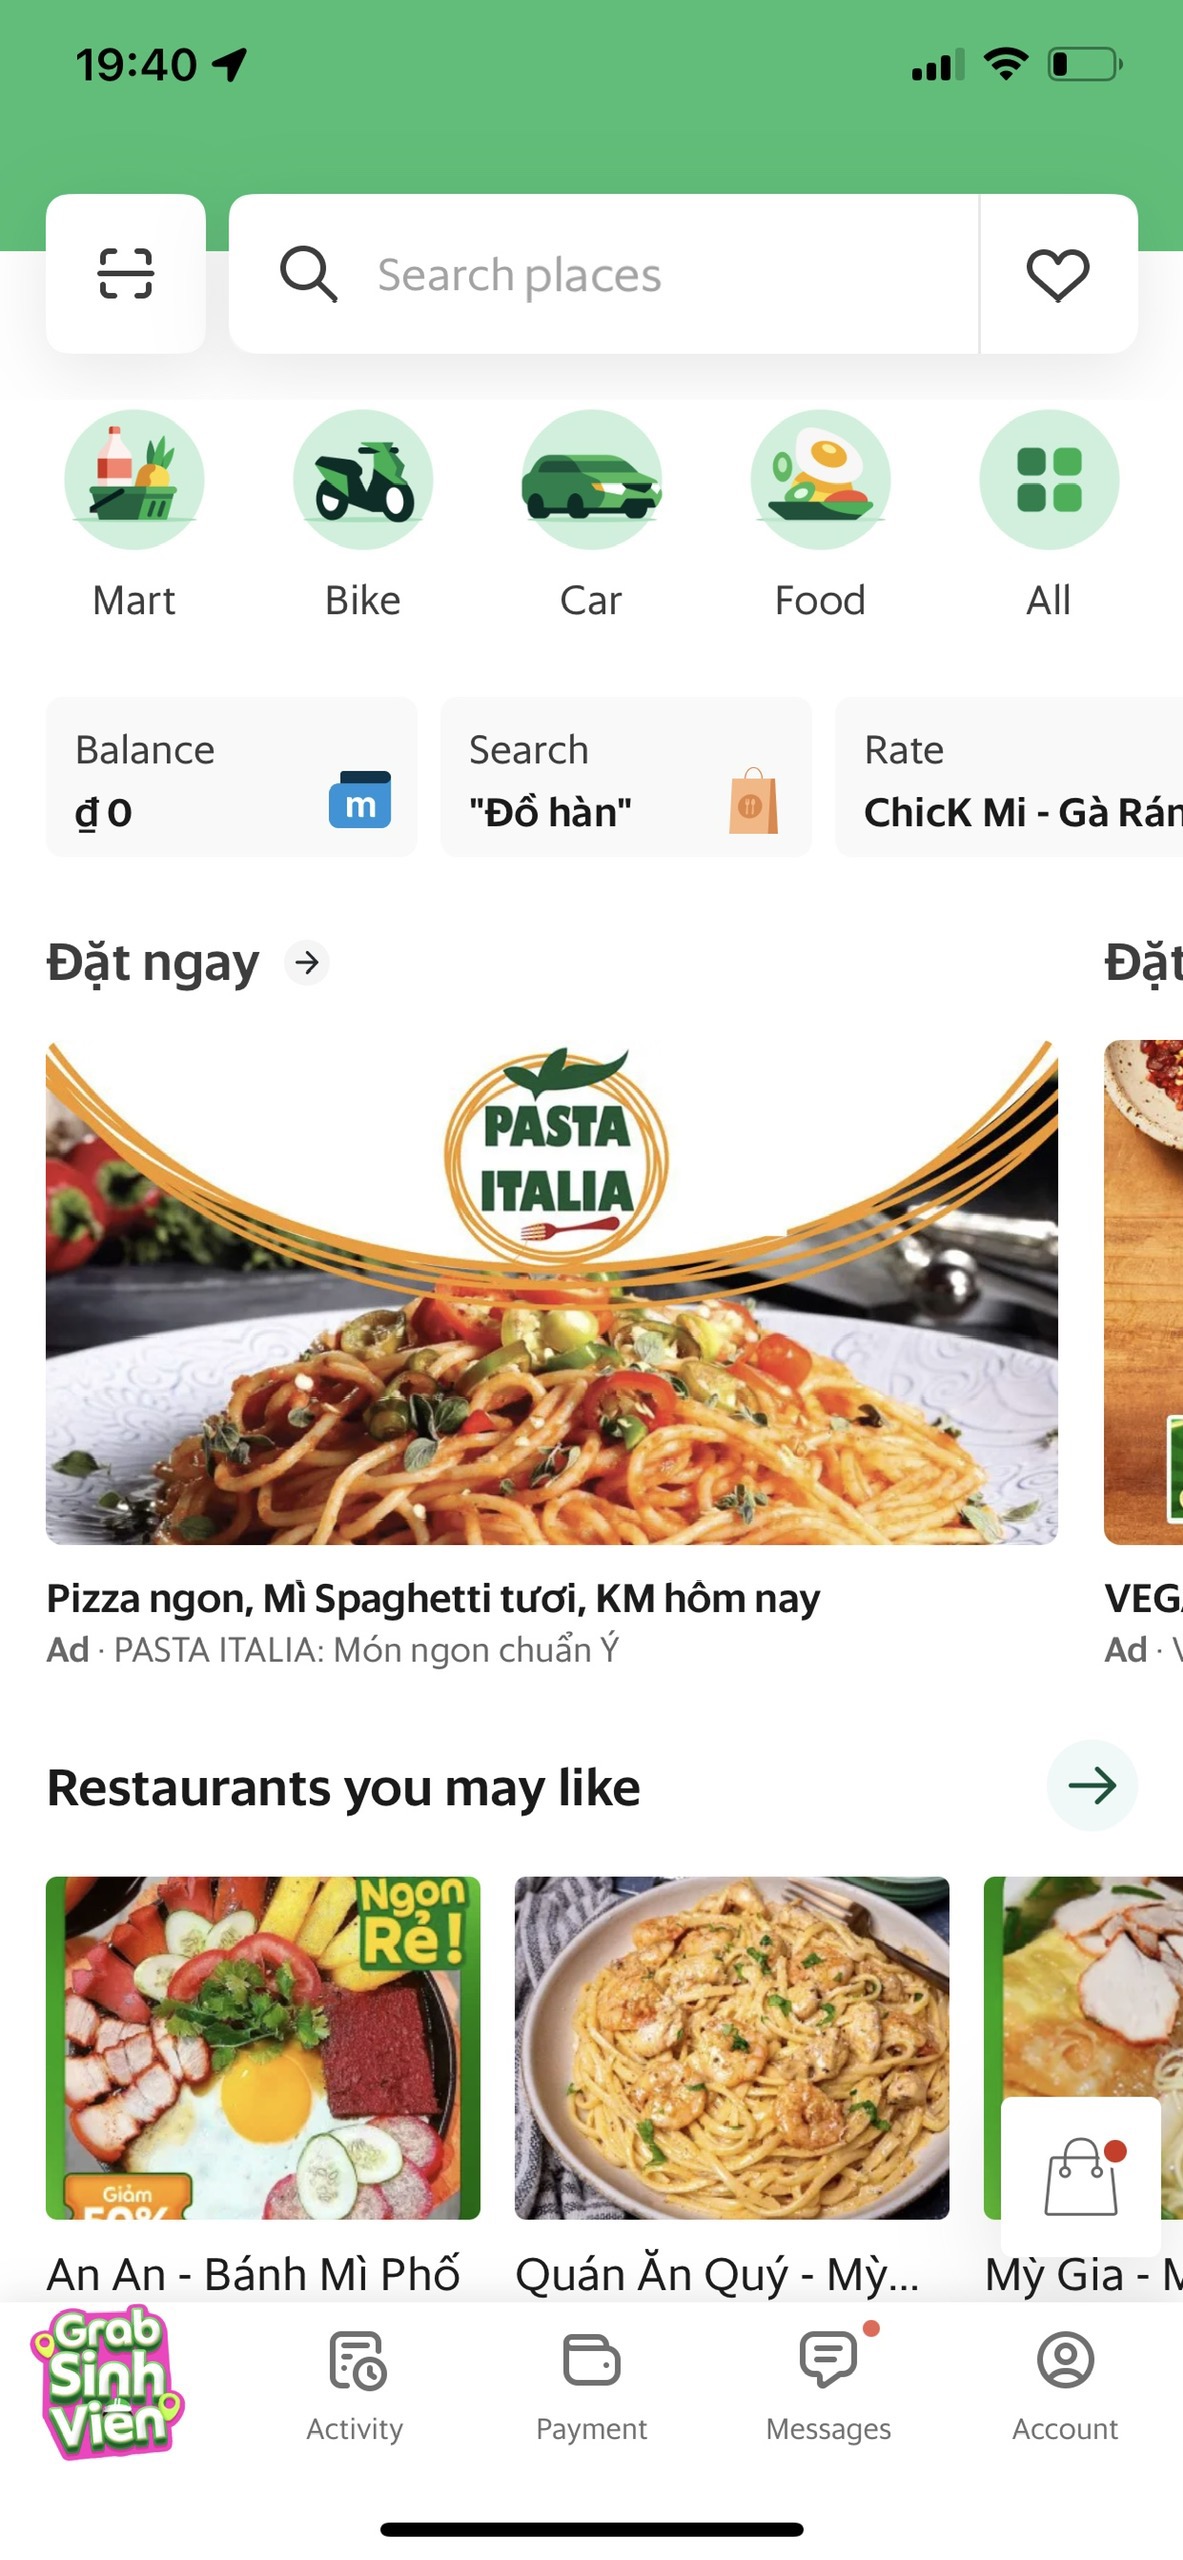 19:40
Search places
Mart
Bike
Car
Food
All
Balance
₫ 0
m
Search
"Đồ hàn"
Rate
ChicK Mi - Gà Rán
Đặt ngay
Đặt
PASTA
ITALIA
Pizza ngon, Mì Spaghetti tươi, KM hôm nay
Ad · PASTA ITALIA: Món ngon chuẩn Ý
Ad ·
Restaurants you may like
Ngon
Rẻ!
Giảm
50%
An An - Bánh Mì Phố
Quán Ăn Quý - Mỳ...
Mỳ Gia -
Grab
Sinh
Viên
Activity
Payment
Messages
Account